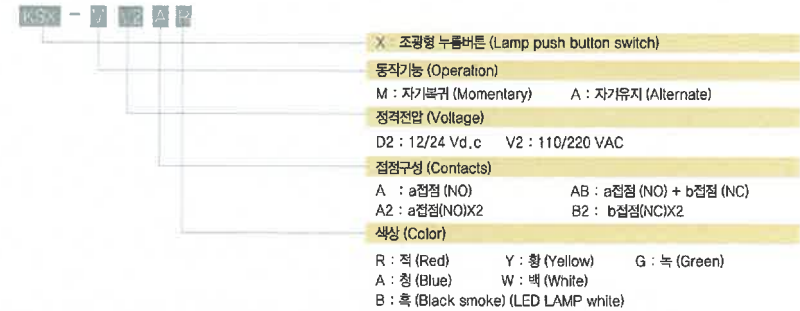 KSX - U V2 A R
X : 조광형 누름버튼 (Lamp push button switch)
동작기능 (Operation)
M : 자기복귀 (Momentary) A : 자기유지 (Alternate)
정격전압 (Voltage)
D2 : 12/24 Vd.c V2 : 110/220 VAC
접점구성 (Contacts)
A : a접점 (NO) AB : a접점 (NO) + b접점 (NC)
A2 : a접점(NO)X2 B2 : b접점(NC)X2
색상 (Color)
R : 적 (Red) Y : 황 (Yellow) G : 녹 (Green)
A : 청 (Blue) W : 백 (White)
B : 흑 (Black smoke) (LED LAMP white)